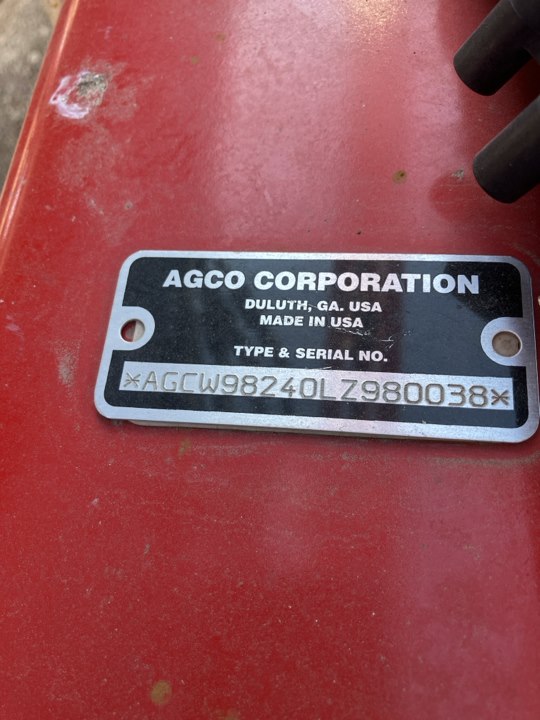 AGCO CORPORATION
DULUTH, GA. USA
MADE IN USA
TYPE & SERIAL NO.
*AGCW98240LZ980038*